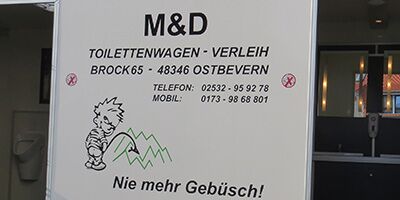 M&D
TOILETTENWAGEN - VERLEIH
BROCK65 - 48346 OSTBEVERN
TELEFON: 02532 - 95 92 78
MOBIL: 0173 - 98 68 801
Nie mehr Gebüsch!